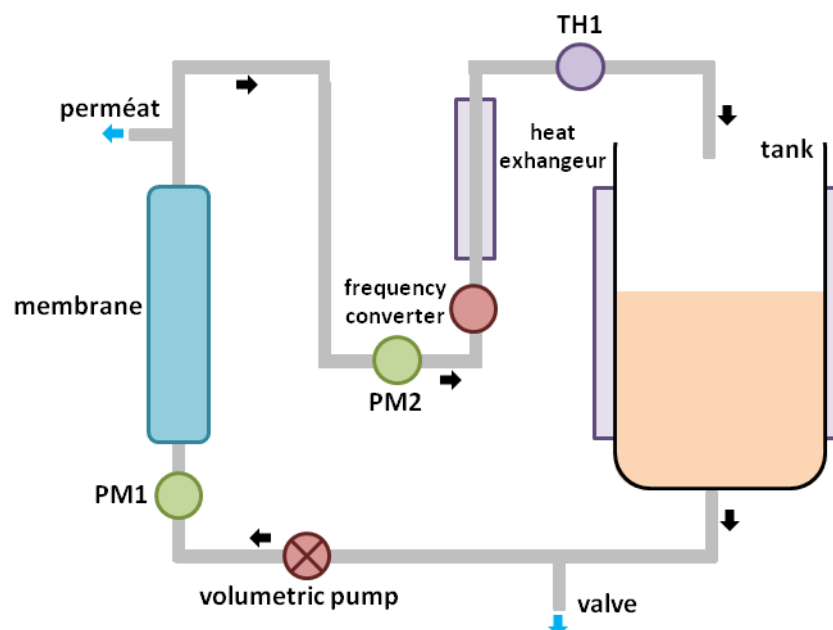 TH1
perméat
heat
exhangeur
tank
membrane
frequency
converter
PM2
PM1
volumetric pump
valve